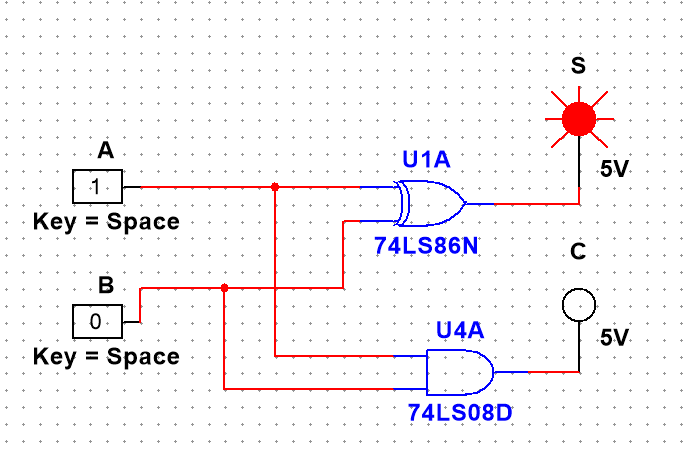 S
A
U1A
5V
1
Key = Space
74LS86N
C
B
0
U4A
5V
Key = Space
74LS08D